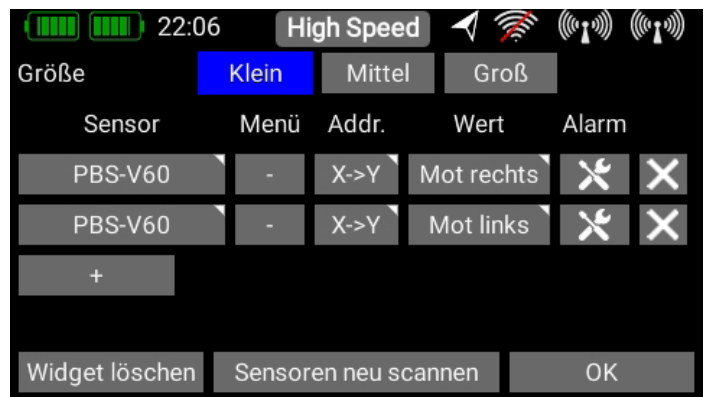 22:06 High Speed
Größe Klein Mittel Groß
Sensor Menü Addr. Wert Alarm
PBS-V60 - X->Y Mot rechts
PBS-V60 - X->Y Mot links
+
Widget löschen Sensoren neu scannen OK